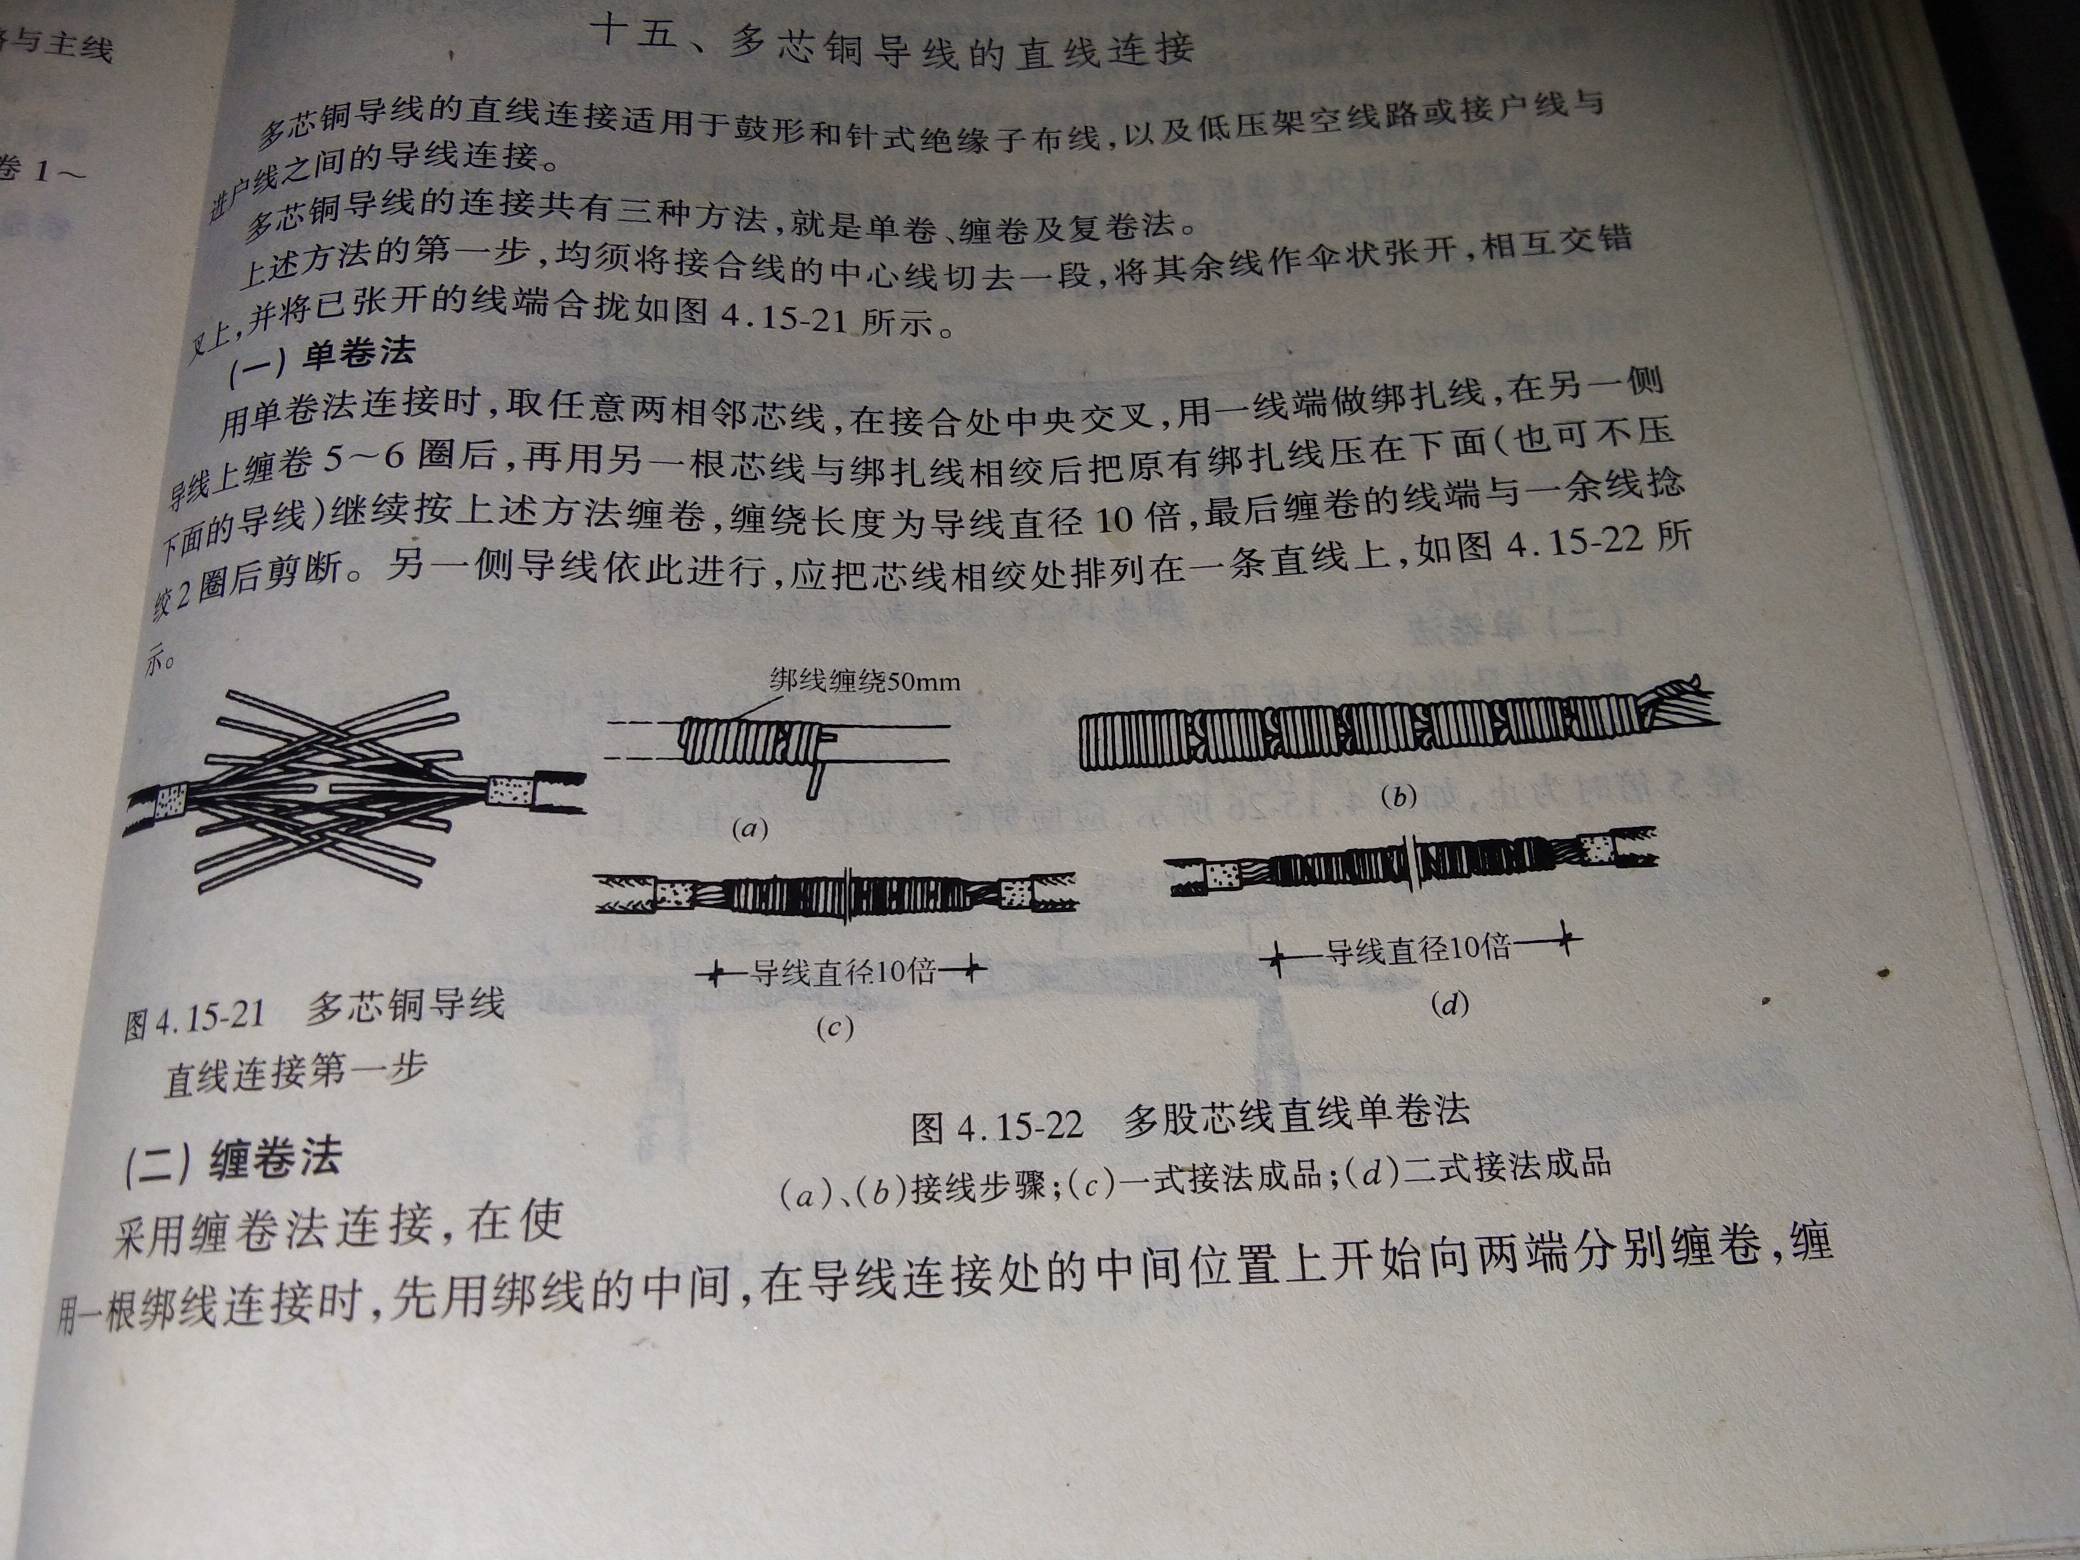 路与主线
卷1～
十五、多芯铜导线的直线连接
多芯铜导线的直线连接适用于鼓形和针式绝缘子布线,以及低压架空线路或接户线与
进户线之间的导线连接。
多芯铜导线的连接共有三种方法,就是单卷、缠卷及复卷法。
上述方法的第一步,均须将接合线的中心线切去一段,将其余线作伞状张开,相互交错
叉上,并将已张开的线端合拢如图4.15-21所示。
(一)单卷法
用单卷法连接时,取任意两相邻芯线,在接合处中央交叉,用一线端做绑扎线,在另一侧
导线上缠卷5～6圈后,再用另一根芯线与绑扎线相绞后把原有绑扎线压在下面(也可不压
下面的导线)继续按上述方法缠卷,缠绕长度为导线直径10倍,最后缠卷的线端与一余线捻
绞2圈后剪断。另一侧导线依此进行,应把芯线相绞处排列在一条直线上,如图4.15-22所
示。
绑线缠绕50mm
(a)
(b)
导线直径10倍
(c)
导线直径10倍
(d)
图4.15-21 多芯铜导线
直线连接第一步
图4.15-22 多股芯线直线单卷法
(a)、(b)接线步骤;(c)一式接法成品;(d)二式接法成品
(二)缠卷法
采用缠卷法连接,在使
用一根绑线连接时,先用绑线的中间,在导线连接处的中间位置上开始向两端分别缠卷,缠